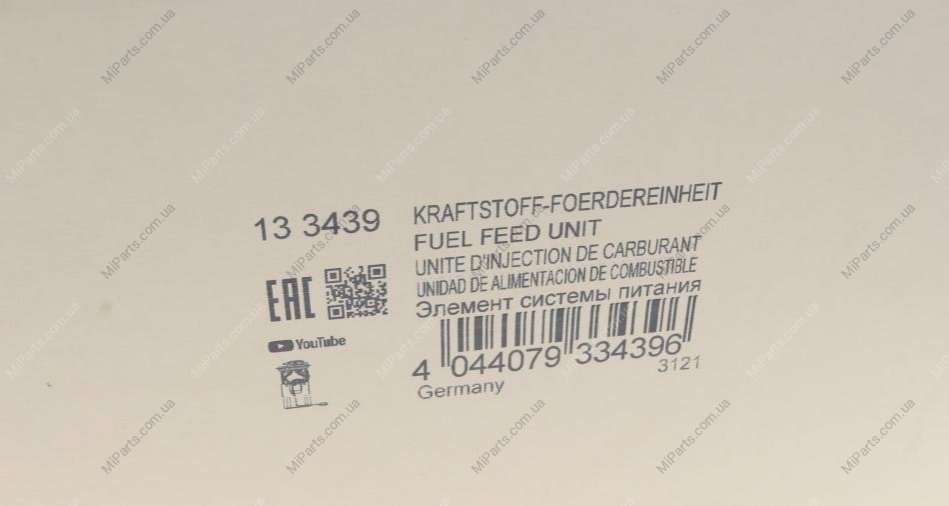 13 3439
KRAFTSTOFF-FOERDEREINHEIT
FUEL FEED UNIT
UNITE D'INJECTION DE CARBURANT
UNIDAD DE ALIMENTACION DE COMBUSTIBLE
Элемент системы питания
EAC
YouTube
4 044079 334396
3121
Germany
MiParts.com.ua